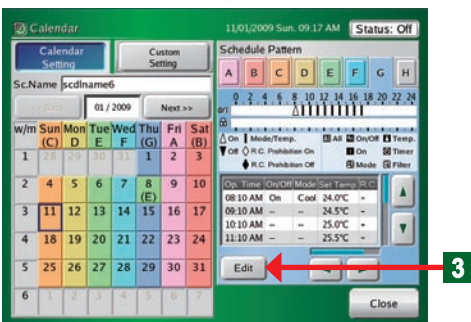 Calendar
11/01/2009 Sun. 09:17 AM Status: Off
Calendar Setting
Custom Setting
Sc.Name scdlname6
<< Back 01 / 2009 Next >>
w/m Sun Mon Tue Wed Thu Fri Sat
(C) D E F (G) A (B)
1 28 29 30 31 1 2 3
2 4 5 6 7 8 (E) 9 10
3 11 12 13 14 15 16 17
4 18 19 20 21 22 23 24
5 25 26 27 28 29 30 31
6 1 2 3 4 5 6 7
Schedule Pattern
A B C D E F G H
0 2 4 6 8 10 12 14 16 18 20 22 24
On Mode/Temp. All On/Off Temp.
Off R.C. Prohibition On On Timer
R.C. Prohibition Off Mode Filter
Op. Time On/Off Mode Set Temp. R.C.
08:10 AM On Cool 24.0°C -
09:10 AM -- -- 24.5°C -
10:10 AM -- -- 25.0°C -
11:10 AM -- -- 25.5°C -
Edit
3
Close